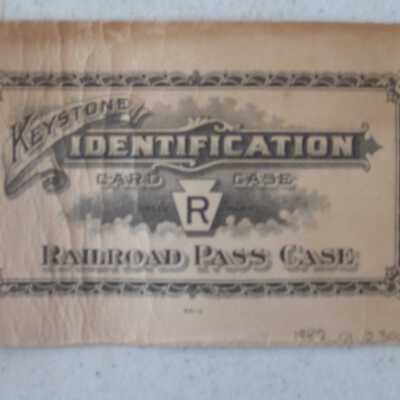 KEYSTONE
IDENTIFICATION
CARD CASE
R
RAILROAD PASS CASE